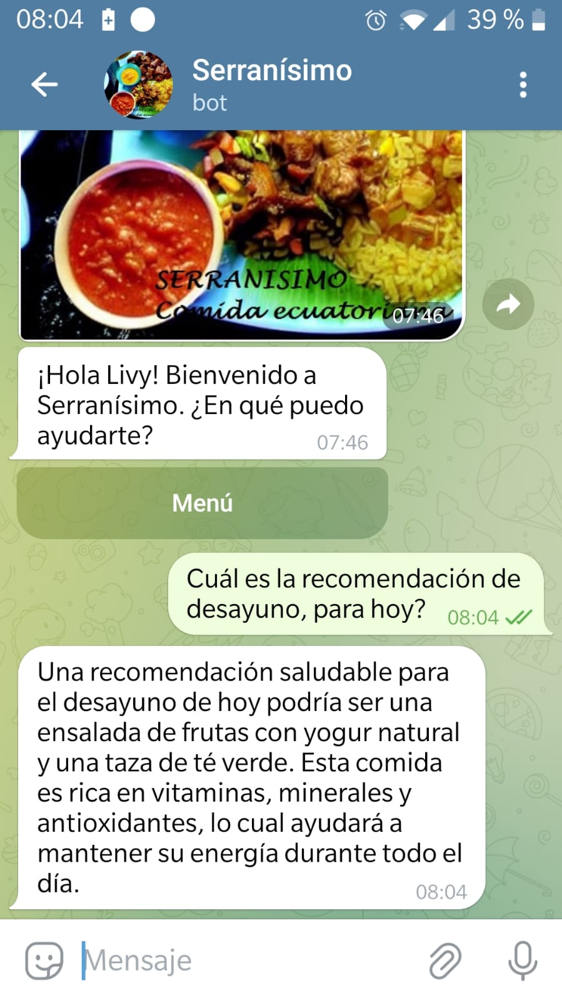 08:04
39 %
Serranísimo
bot
SERRANISIMO
Comida ecuatoriana
07:46
¡Hola Livy! Bienvenido a
Serranísimo. ¿En qué puedo
ayudarte?
07:46
Menú
Cuál es la recomendación de
desayuno, para hoy?
08:04
Una recomendación saludable para
el desayuno de hoy podría ser una
ensalada de frutas con yogur natural
y una taza de té verde. Esta comida
es rica en vitaminas, minerales y
antioxidantes, lo cual ayudará a
mantener su energía durante todo el
día.
08:04
Mensaje